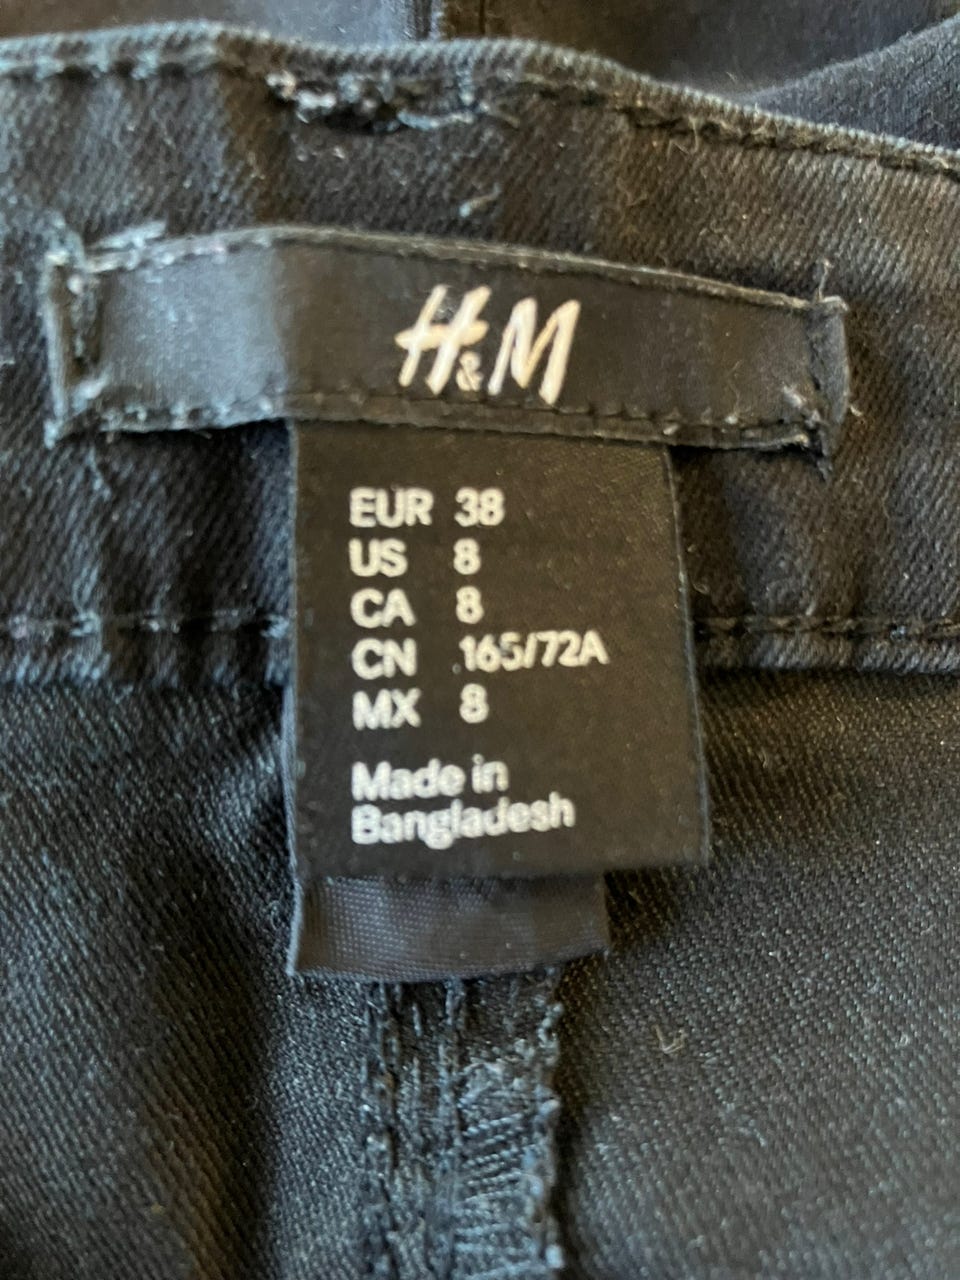 H&M
EUR 38
US 8
CA 8
CN 165/72A
MX 8
Made in
Bangladesh